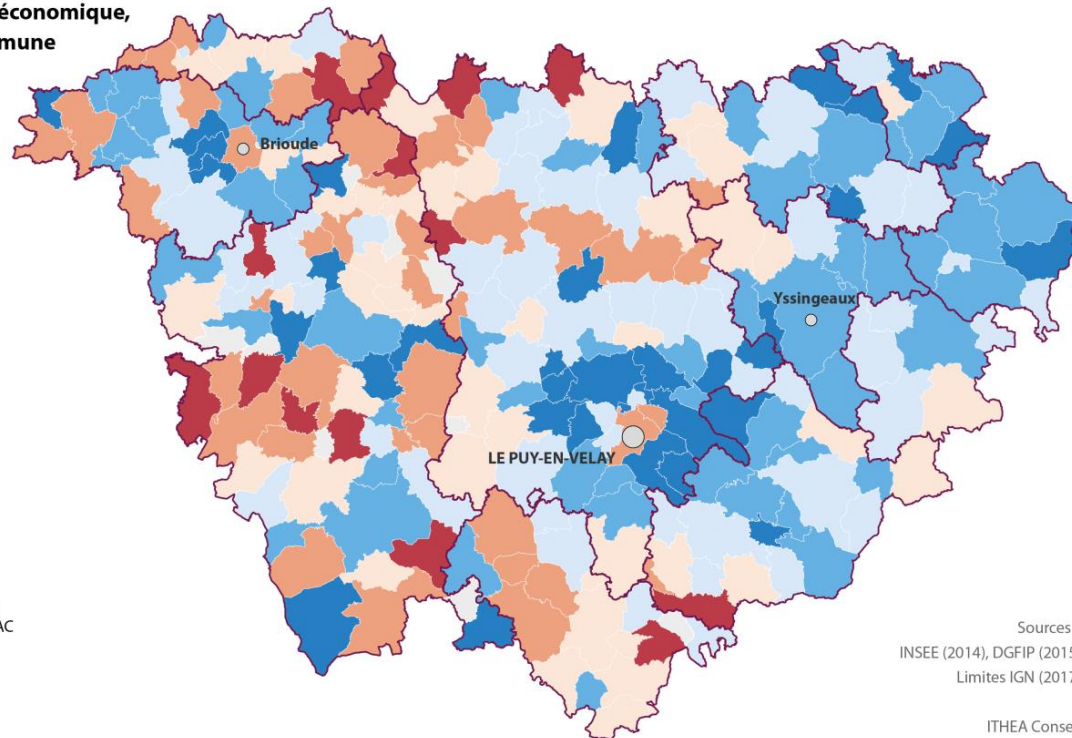 économique,
mune
Brioude
Yssingeaux
LE PUY-EN-VELAY
AC
Sources
INSEE (2014), DGFIP (2015
Limites IGN (2017
ITHEA Conse